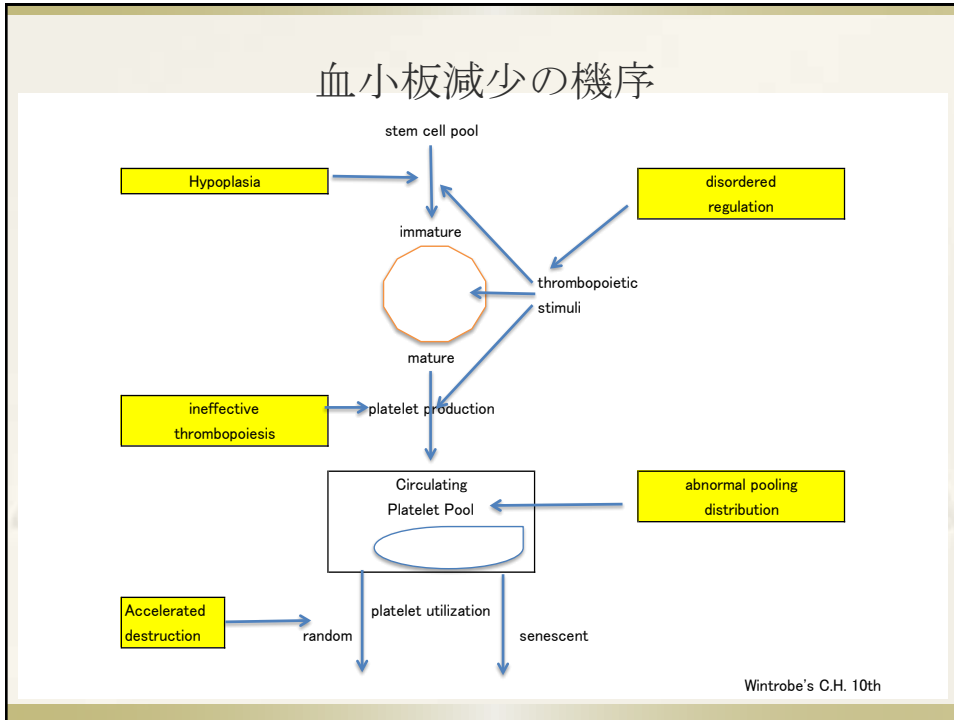 血小板減少の機序
stem cell pool
Hypoplasia
disordered
regulation
immature
thrombopoietic
stimuli
mature
ineffective
thrombopoiesis
platelet production
Circulating
Platelet Pool
abnormal pooling
distribution
Accelerated
destruction
platelet utilization
random
senescent
Wintrobe's C.H. 10th